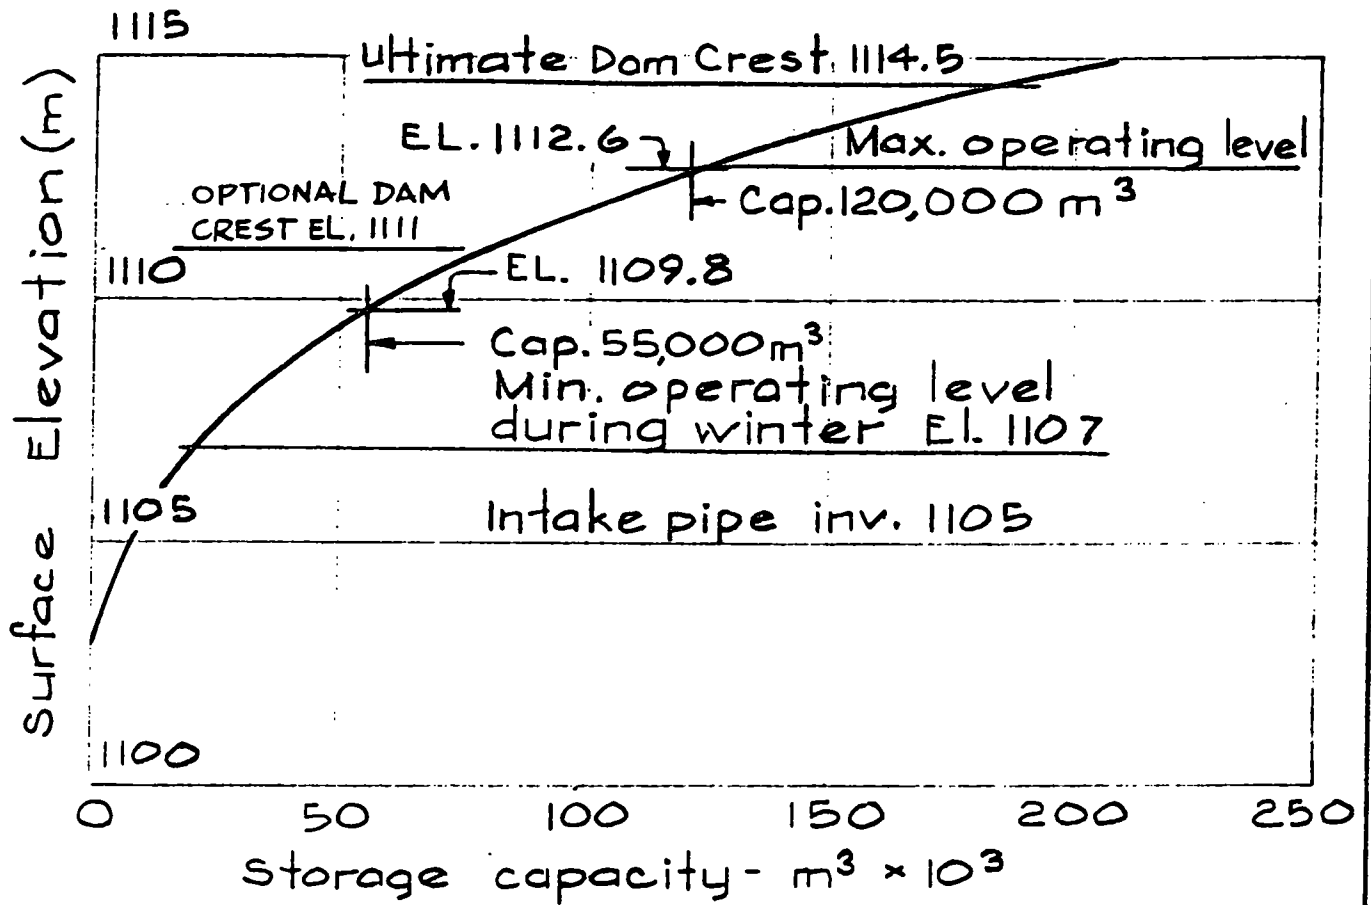 1115
Ultimate Dam Crest 1114.5
EL. 1112.6
Max. operating level
Cap. 120,000 m³
OPTIONAL DAM
CREST EL. 1111
1110
EL. 1109.8
Cap. 55,000 m³
Min. operating level
during winter El. 1107
1105
Intake pipe inv. 1105
1100
Surface Elevation (m)
0 50 100 150 200 250
Storage capacity - m³ × 10³